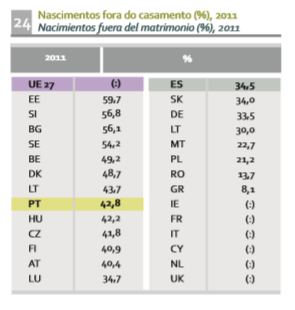 24 Nascimentos fora do casamento (%), 2011
Nacimientos fuera del matrimonio (%), 2011
2011 %
UE 27 (:) ES 34,5
EE 59,7 SK 34,0
SI 56,8 DE 33,5
BG 56,1 LT 30,0
SE 54,2 MT 22,7
BE 49,2 PL 21,2
DK 48,7 RO 13,7
LT 43,7 GR 8,1
PT 42,8 IE (:)
HU 42,2 FR (:)
CZ 41,8 IT (:)
FI 40,9 CY (:)
AT 40,4 NL (:)
LU 34,7 UK (:)